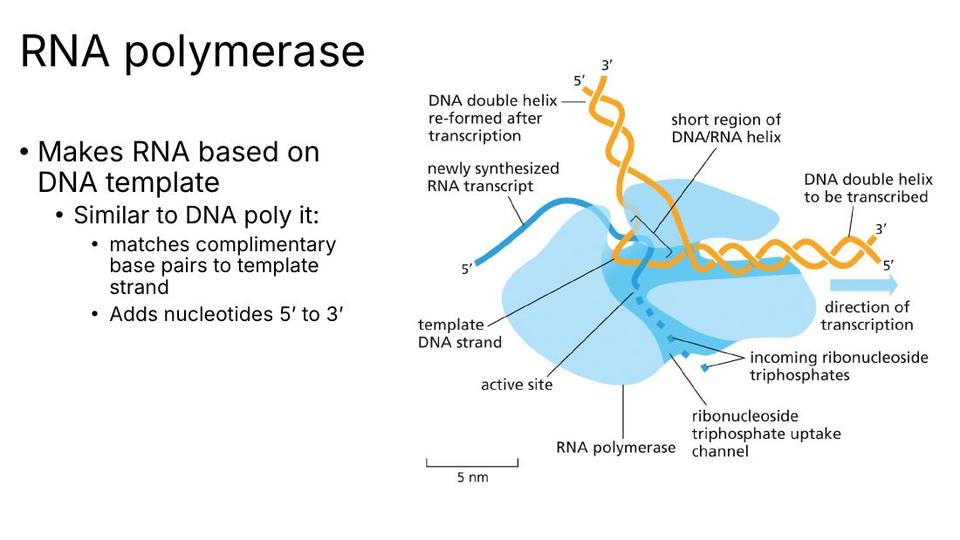 RNA polymerase
• Makes RNA based on
DNA template
• Similar to DNA poly it:
• matches complimentary
base pairs to template
strand
• Adds nucleotides 5′ to 3′
3′
5′
DNA double helix
re-formed after
transcription
short region of
DNA/RNA helix
newly synthesized
RNA transcript
DNA double helix
to be transcribed
3′
5′
5′
direction of
transcription
template
DNA strand
incoming ribonucleoside
triphosphates
active site
ribonucleoside
triphosphate uptake
channel
RNA polymerase
5 nm